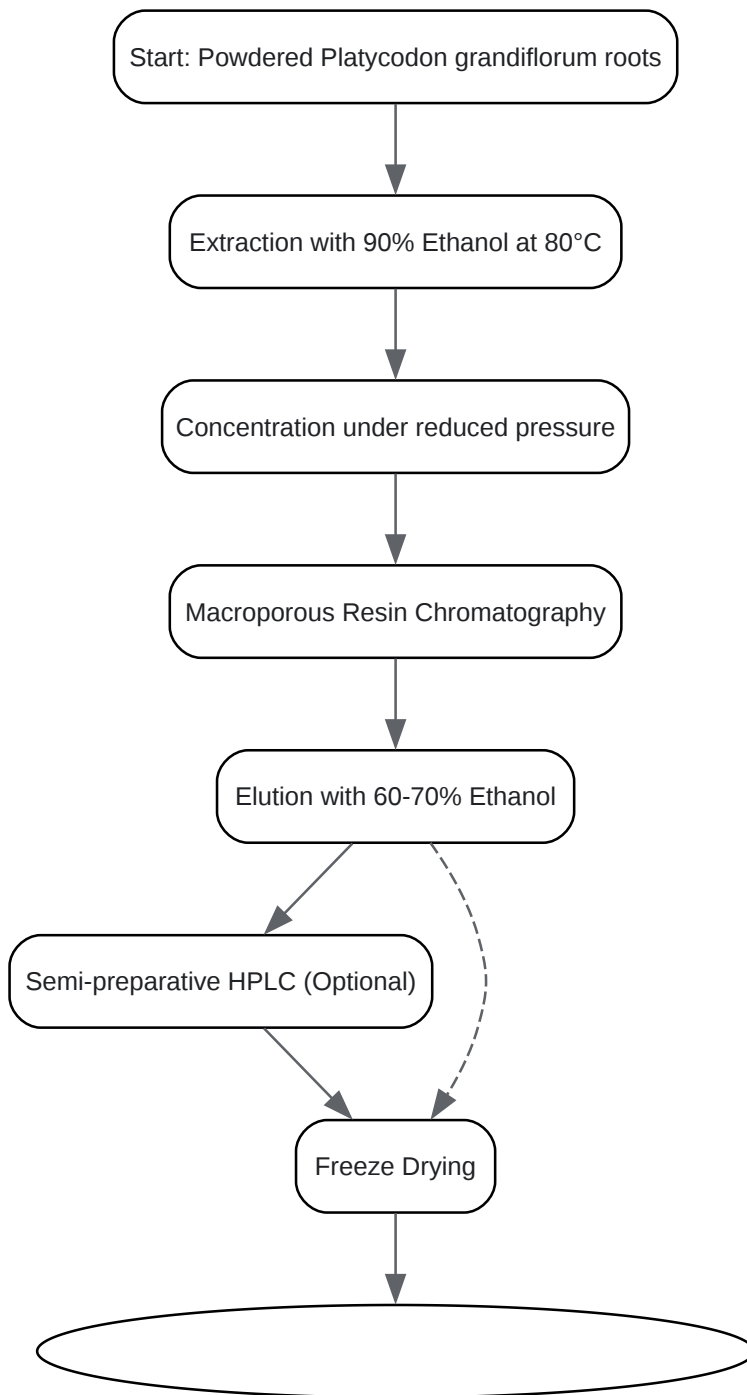 Start: Powdered Platycodon grandiflorum roots
Extraction with 90% Ethanol at 80°C
Concentration under reduced pressure
Macroporous Resin Chromatography
Elution with 60-70% Ethanol
Semi-preparative HPLC (Optional)
Freeze Drying